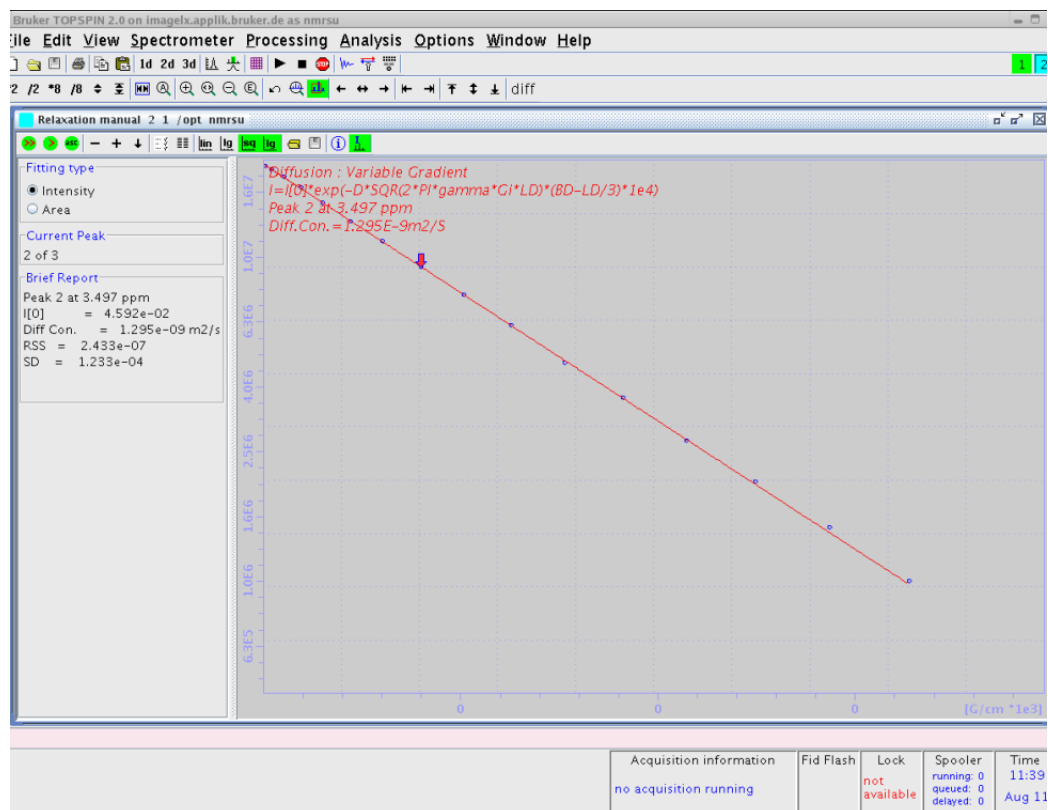 Bruker TOPSPIN 2.0 on imagelx.applik.bruker.de as nmrsu
File Edit View Spectrometer Processing Analysis Options Window Help
1d 2d 3d
1 2
*2 /2 *8 /8 diff
Relaxation manual 2 1 /opt nmrsu
esc lin lg sq lg
Fitting type
Intensity
Area
Current Peak
2 of 3
Brief Report
Peak 2 at 3.497 ppm
I[0] = 4.592e-02
Diff Con. = 1.295e-09 m2/s
RSS = 2.433e-07
SD = 1.233e-04
Diffusion : Variable Gradient
I=I[0]*exp(-D*SQR(2*PI*gamma*Gi*LD)*(BD-LD/3)*1e4)
Peak 2 at 3.497 ppm
Diff.Con.=1.295E-9m2/S
1.6E7
1.0E7
6.3E6
4.0E6
2.5E6
1.6E6
1.0E6
6.3E5
0 0 0 [G/cm *1e3]
Acquisition information
no acquisition running
Fid Flash
Lock
not
available
Spooler
running: 0
queued: 0
delayed: 0
Time
11:39
Aug 11